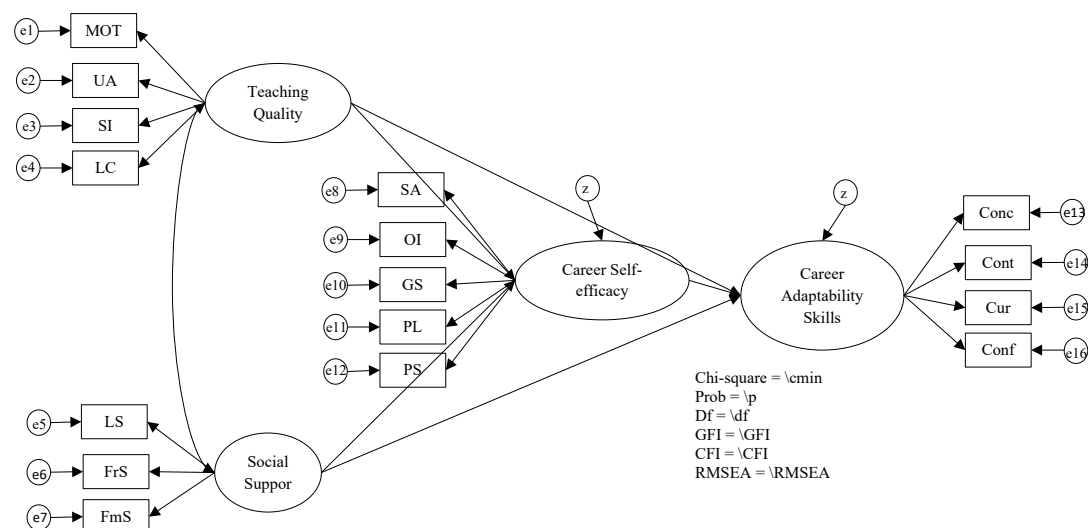 e1
MOT
e2
UA
e3
SI
e4
LC
Teaching
Quality
e8
SA
e9
OI
e10
GS
e11
PL
e12
PS
z
Career Self-
efficacy
z
Career
Adaptability
Skills
Conc
e13
Cont
e14
Cur
e15
Conf
e16
e5
LS
e6
FrS
e7
FmS
Social
Suppor
Chi-square = \cmin
Prob = \p
Df = \df
GFI = \GFI
CFI = \CFI
RMSEA = \RMSEA